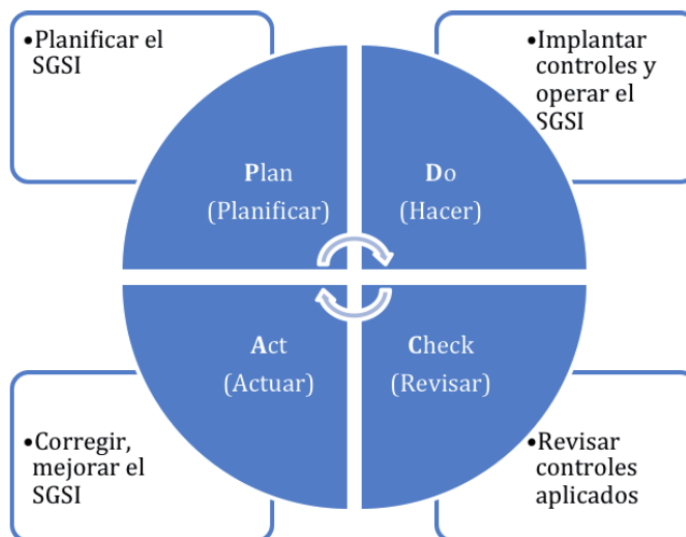 •Planificar el
SGSI
•Implantar
controles y
operar el
SGSI
Plan
(Planificar)
Do
(Hacer)
Act
(Actuar)
Check
(Revisar)
•Corregir,
mejorar el
SGSI
•Revisar
controles
aplicados